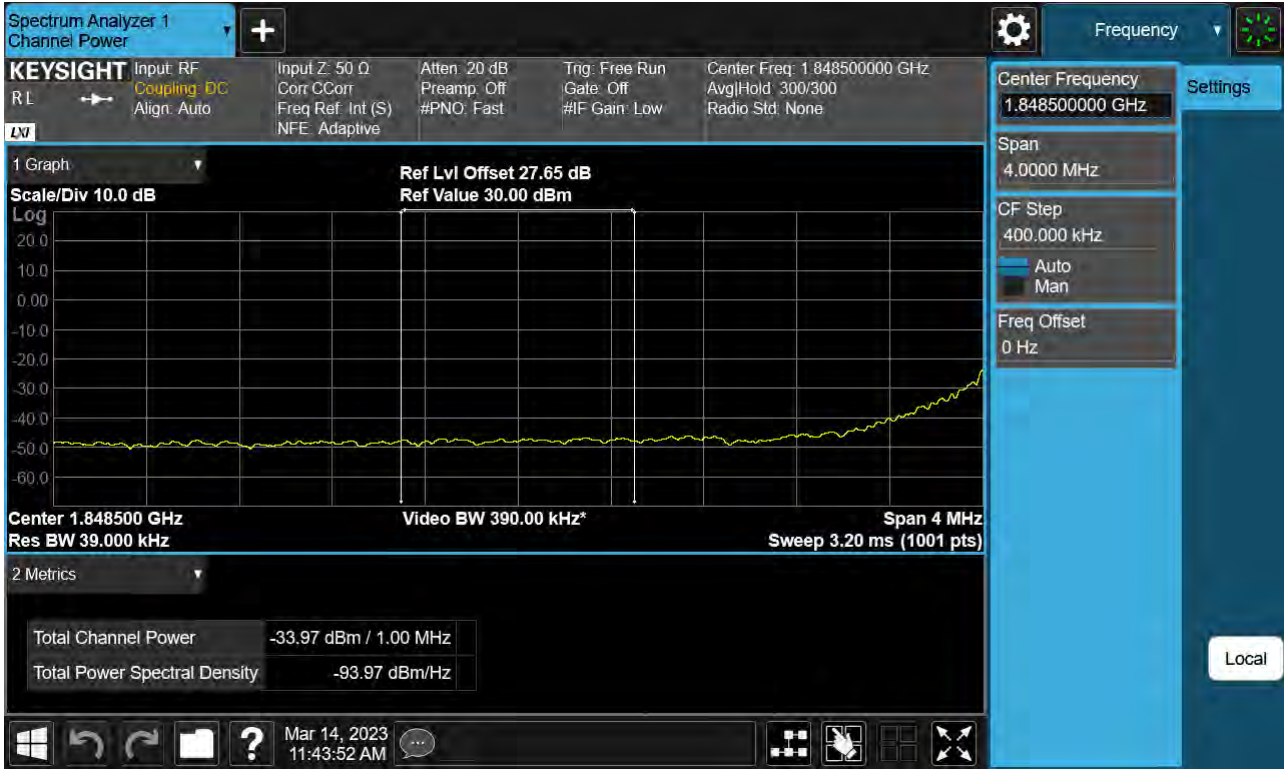 Spectrum Analyzer 1
Channel Power
+
Frequency
KEYSIGHT
RL
LXI
Input: RF
Coupling: DC
Align: Auto
Input Z: 50 Ω
Corr CCorr
Freq Ref: Int (S)
NFE: Adaptive
Atten: 20 dB
Preamp: Off
#PNO: Fast
Trig: Free Run
Gate: Off
#IF Gain: Low
Center Freq: 1.848500000 GHz
Avg|Hold: 300/300
Radio Std: None
Center Frequency
1.848500000 GHz
Settings
Span
4.0000 MHz
CF Step
400.000 kHz
Auto
Man
Freq Offset
0 Hz
Local
1 Graph
Scale/Div 10.0 dB
Ref Lvl Offset 27.65 dB
Ref Value 30.00 dBm
Log
20.0
10.0
0.00
-10.0
-20.0
-30.0
-40.0
-50.0
-60.0
Center 1.848500 GHz
Res BW 39.000 kHz
Video BW 390.00 kHz*
Span 4 MHz
Sweep 3.20 ms (1001 pts)
2 Metrics
Total Channel Power -33.97 dBm / 1.00 MHz
Total Power Spectral Density -93.97 dBm/Hz
?
Mar 14, 2023
11:43:52 AM